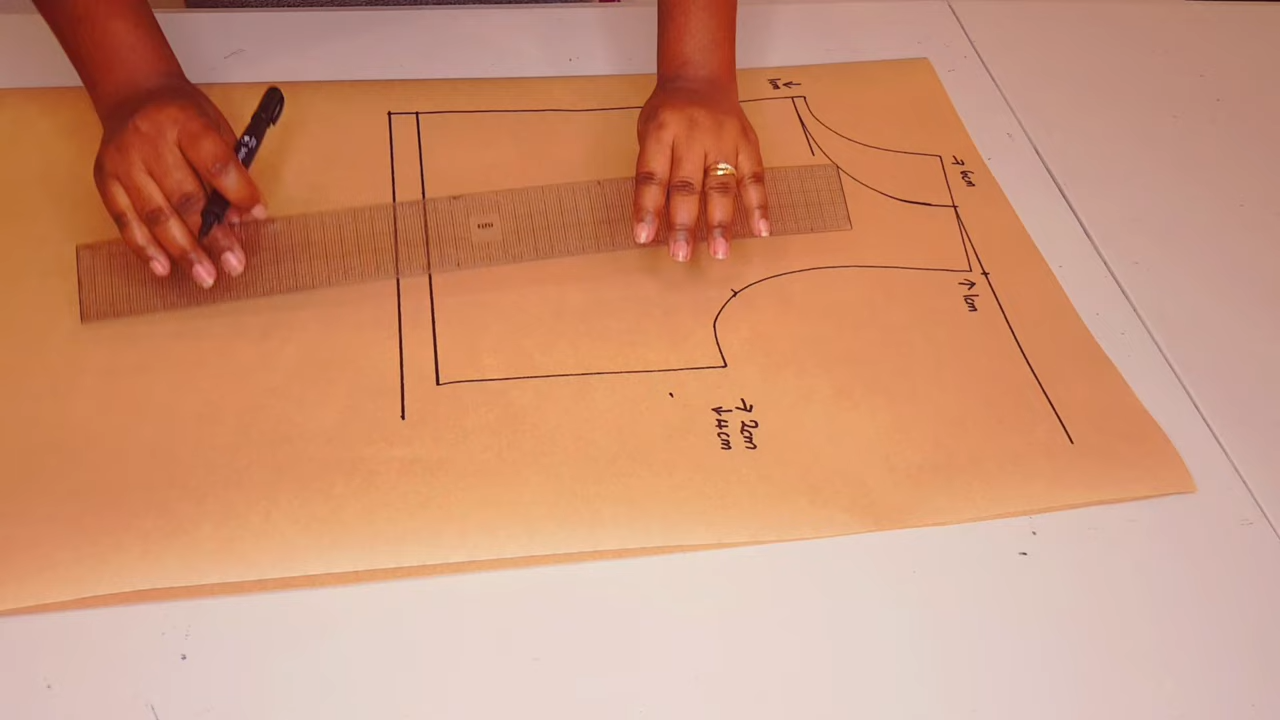 1cm ↓
→ 6cm
↑ 1cm
→ 2cm
↓ 4cm